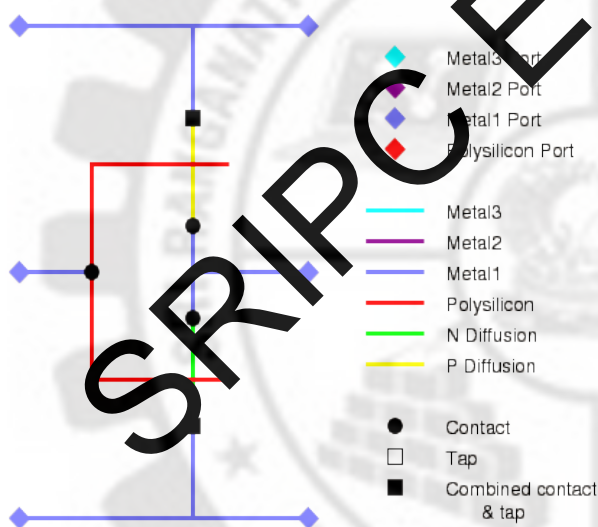 Metal3 Port
Metal2 Port
Metal1 Port
Polysilicon Port
Metal3
Metal2
Metal1
Polysilicon
N Diffusion
P Diffusion
Contact
Tap
Combined contact
& tap
SRIPC E